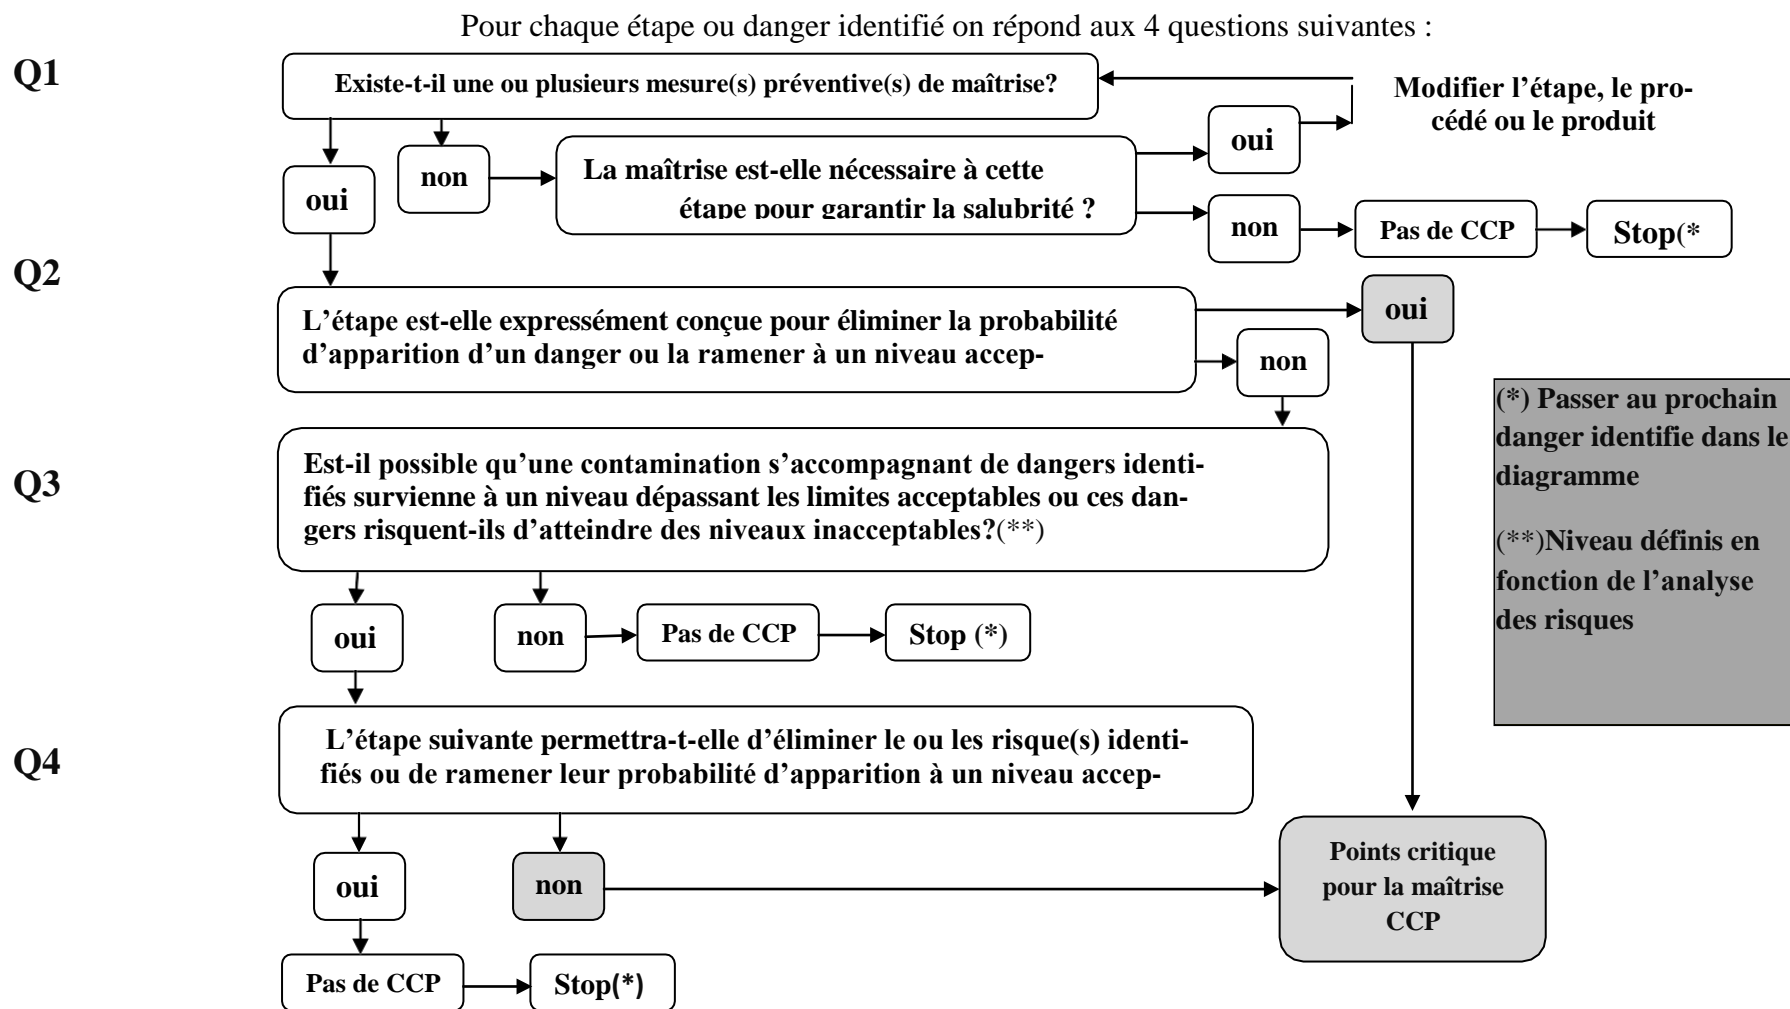 Pour chaque étape ou danger identifié on répond aux 4 questions suivantes :
Q1
Existe-t-il une ou plusieurs mesure(s) préventive(s) de maîtrise?
Modifier l’étape, le pro-
cédé ou le produit
oui
non
La maîtrise est-elle nécessaire à cette
étape pour garantir la salubrité ?
oui
non
Pas de CCP
Stop(*
Q2
L’étape est-elle expressément conçue pour éliminer la probabilité
d’apparition d’un danger ou la ramener à un niveau accep-
oui
non
(*) Passer au prochain
danger identifie dans le
diagramme
(**)Niveau définis en
fonction de l’analyse
des risques
Q3
Est-il possible qu’une contamination s’accompagnant de dangers identi-
fiés survienne à un niveau dépassant les limites acceptables ou ces dan-
gers risquent-ils d’atteindre des niveaux inacceptables?(**)
oui
non
Pas de CCP
Stop (*)
Q4
L’étape suivante permettra-t-elle d’éliminer le ou les risque(s) identi-
fiés ou de ramener leur probabilité d’apparition à un niveau accep-
oui
non
Points critique
pour la maîtrise
CCP
Pas de CCP
Stop(*)